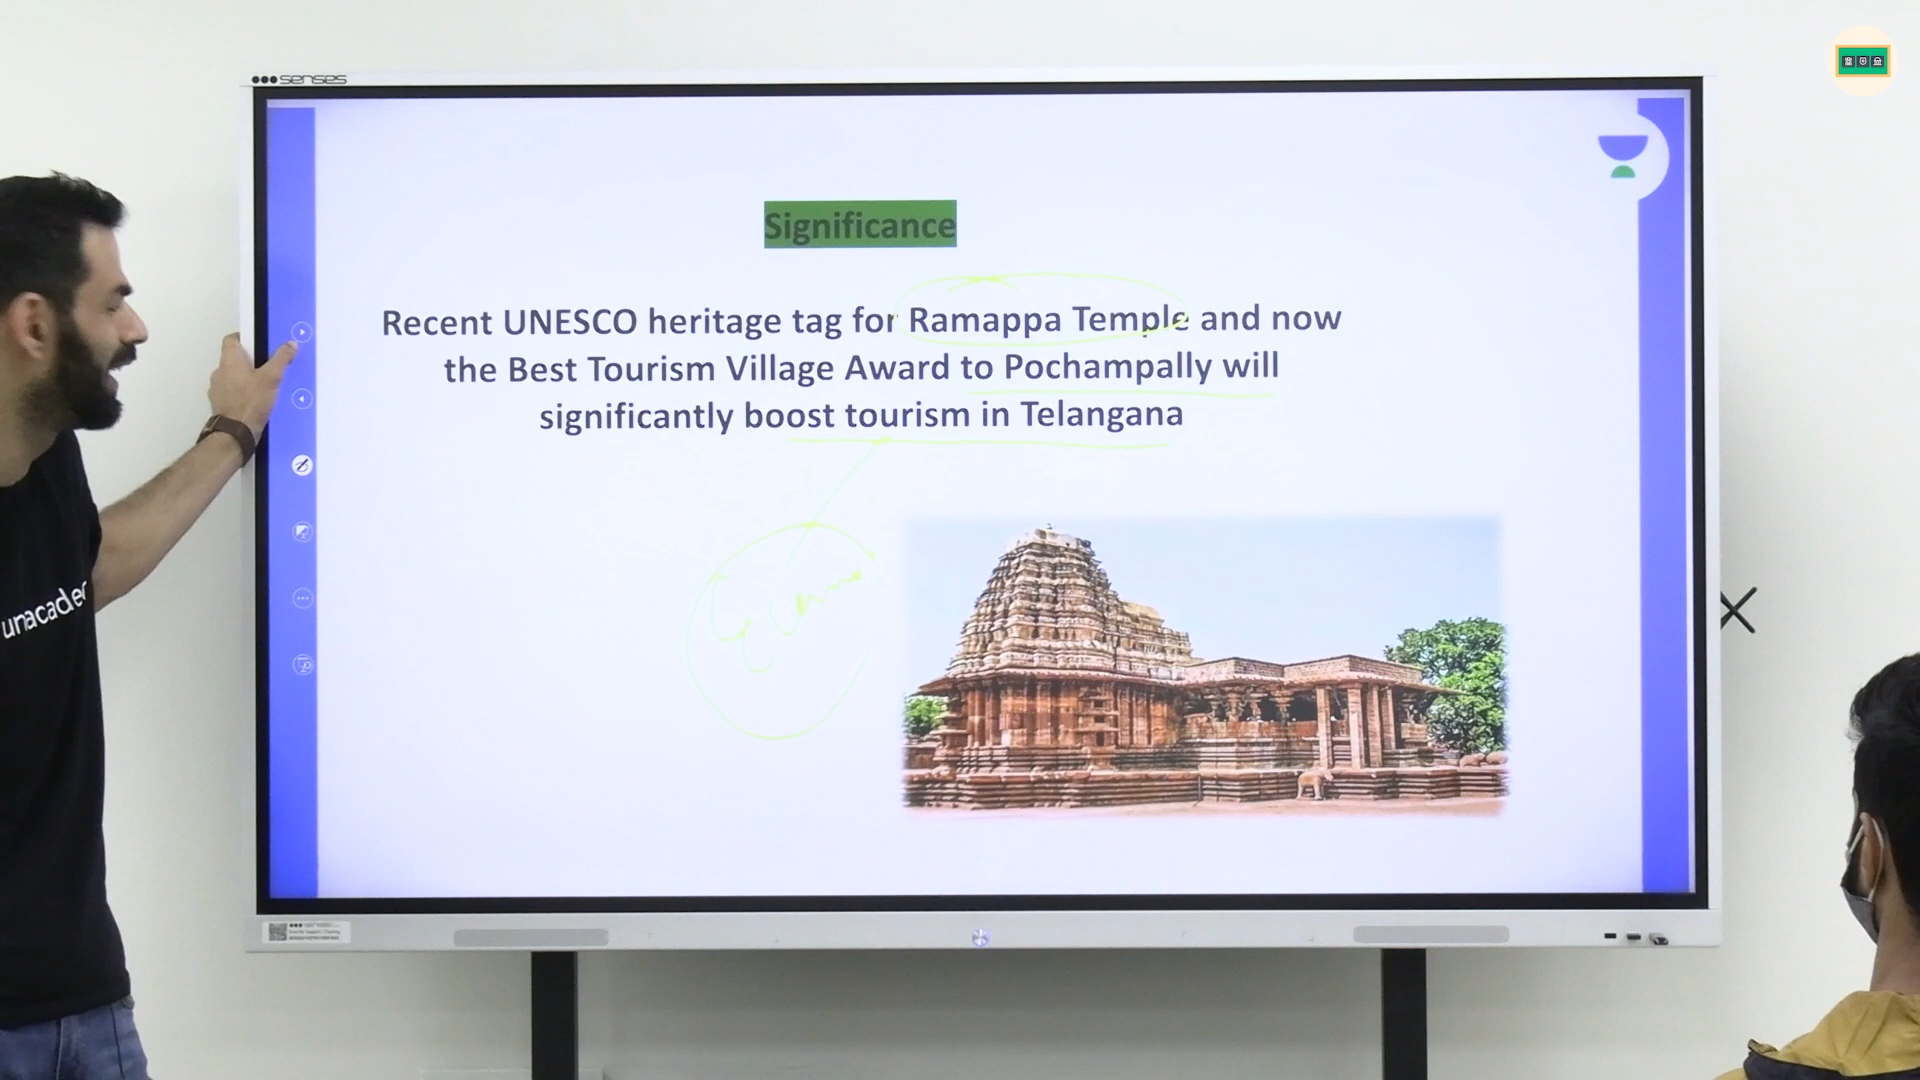 senses
Significance
Recent UNESCO heritage tag for Ramappa Temple and now
the Best Tourism Village Award to Pochampally will
significantly boost tourism in Telangana
unacade